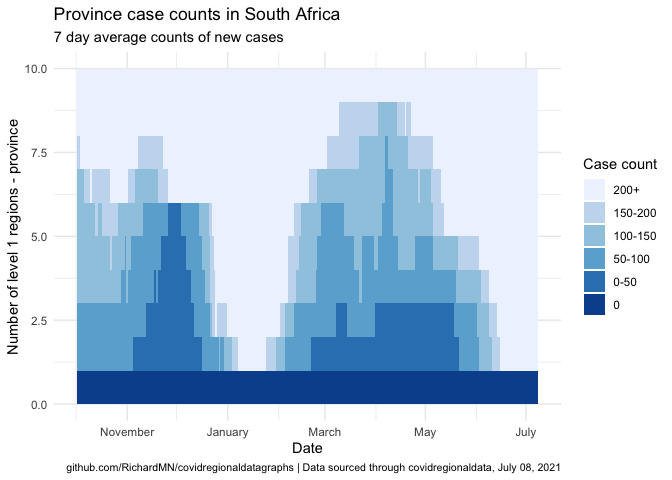 Province case counts in South Africa
7 day average counts of new cases
Number of level 1 regions - province
10.0
7.5
5.0
2.5
0.0
November January March May July
Date
Case count
200+
150-200
100-150
50-100
0-50
0
github.com/RichardMN/covidregionaldatagraphs | Data sourced through covidregionaldata, July 08, 2021